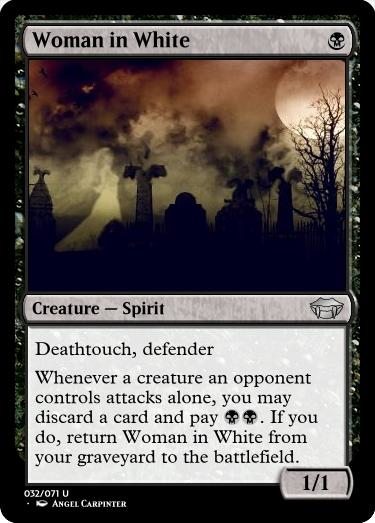 Woman in White
Creature — Spirit
Deathtouch, defender
Whenever a creature an opponent
controls attacks alone, you may
discard a card and pay . If you
do, return Woman in White from
your graveyard to the battlefield.
1/1
032/071 U
· Angel Carpinter